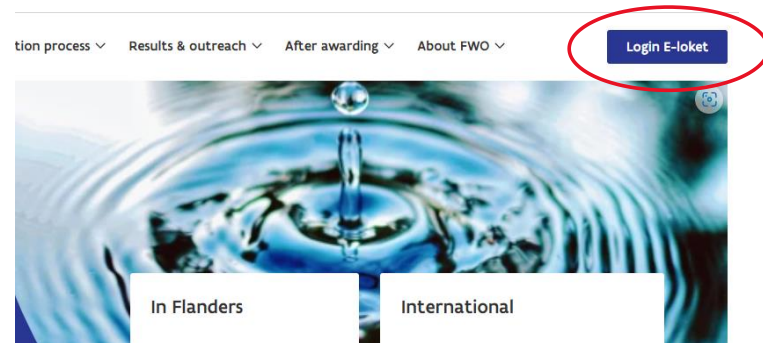 tion process Results & outreach After awarding About FWO Login E-loket
In Flanders International